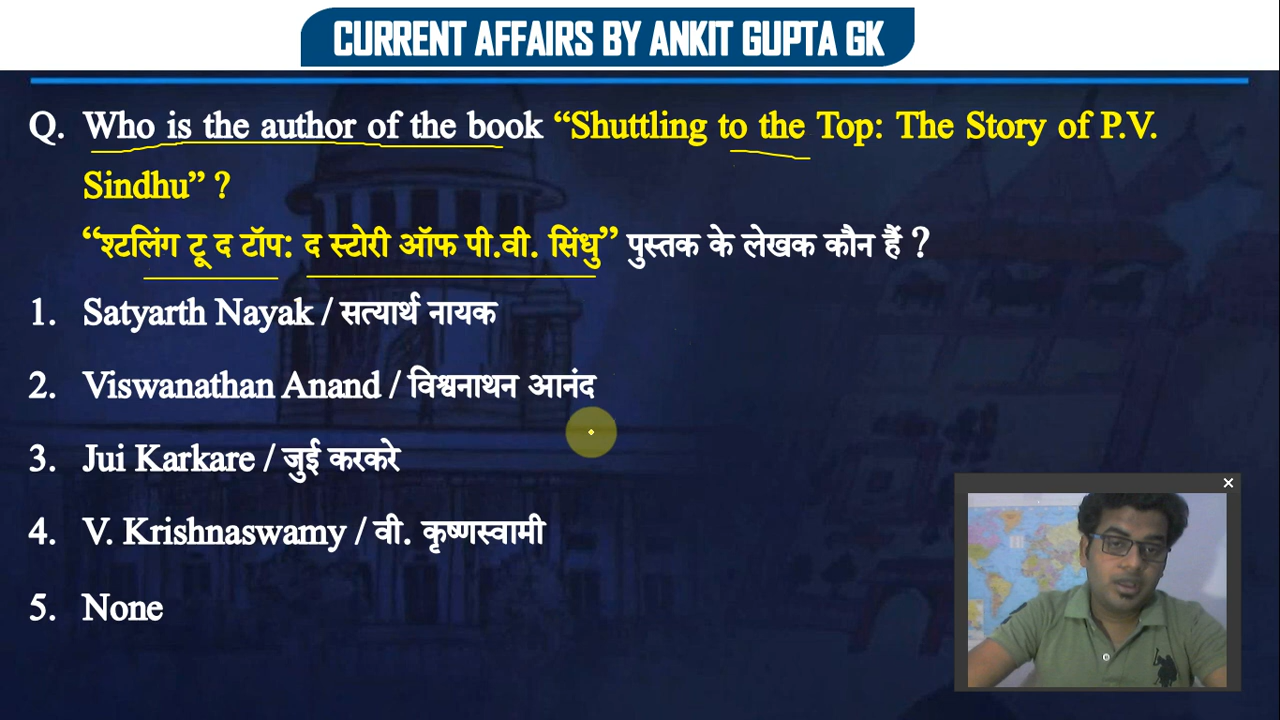 CURRENT AFFAIRS BY ANKIT GUPTA GK
Q. Who is the author of the book “Shuttling to the Top: The Story of P.V.
Sindhu” ?
“श्टलिंग टू द टॉप: द स्टोरी ऑफ पी.वी. सिंधु” पुस्तक के लेखक कौन हैं ?
1. Satyarth Nayak / सत्यार्थ नायक
2. Viswanathan Anand / विश्वनाथन आनंद
3. Jui Karkare / जुई करकरे
4. V. Krishnaswamy / वी. कृष्णस्वामी
5. None